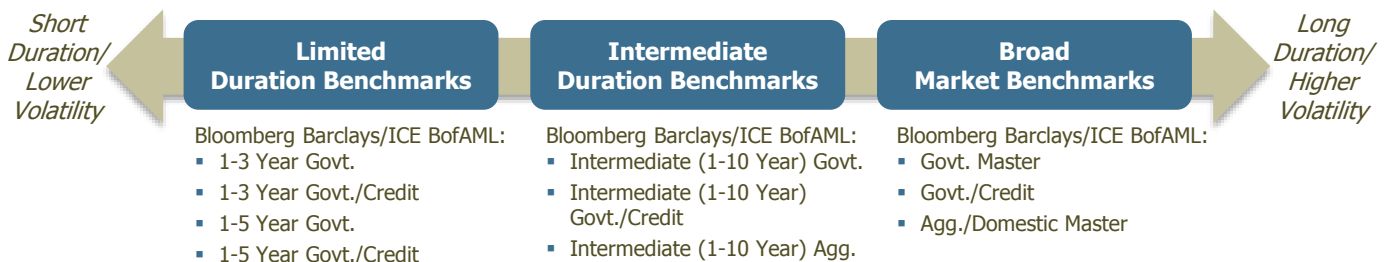 Short
Duration/
Lower
Volatility
Limited
Duration Benchmarks
Bloomberg Barclays/ICE BofAML:
▪ 1-3 Year Govt.
▪ 1-3 Year Govt./Credit
▪ 1-5 Year Govt.
▪ 1-5 Year Govt./Credit
Intermediate
Duration Benchmarks
Bloomberg Barclays/ICE BofAML:
▪ Intermediate (1-10 Year) Govt.
▪ Intermediate (1-10 Year)
Govt./Credit
▪ Intermediate (1-10 Year) Agg.
Broad
Market Benchmarks
Bloomberg Barclays/ICE BofAML:
▪ Govt. Master
▪ Govt./Credit
▪ Agg./Domestic Master
Long
Duration/
Higher
Volatility